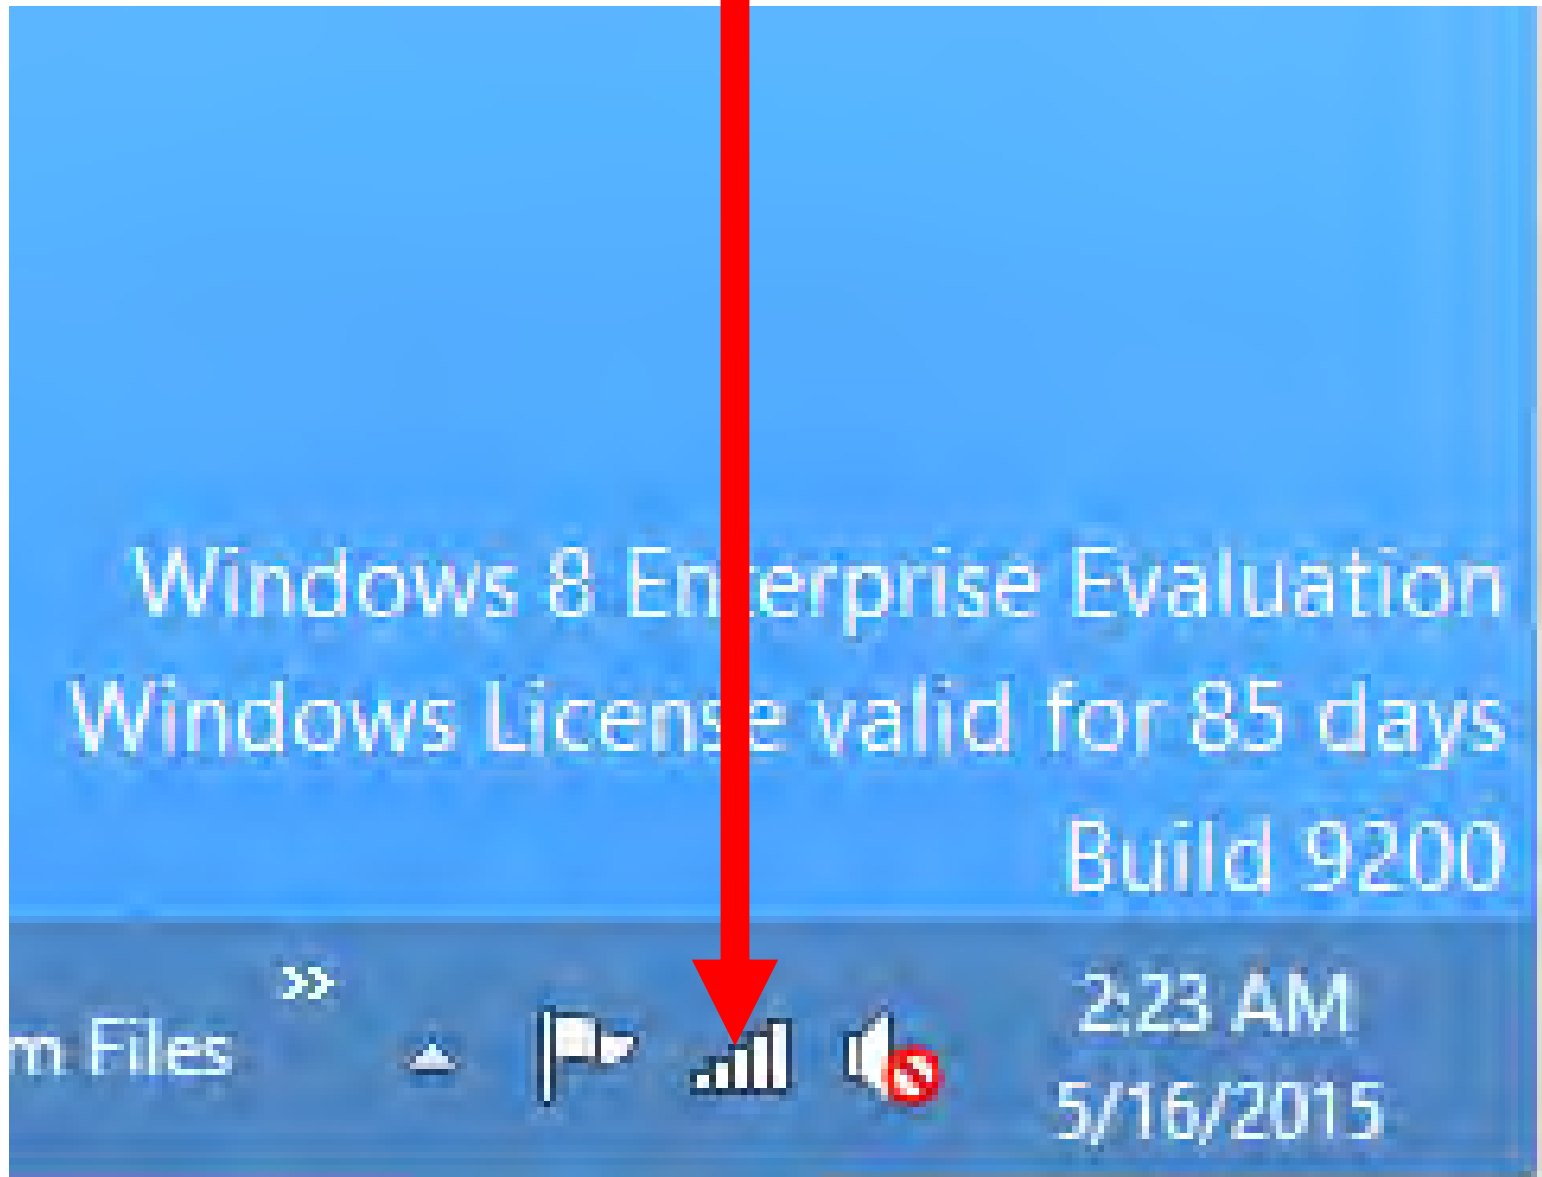 Windows 8 Enterprise Evaluation
Windows License valid for 85 days
Build 9200
»
m Files
2:23 AM
5/16/2015